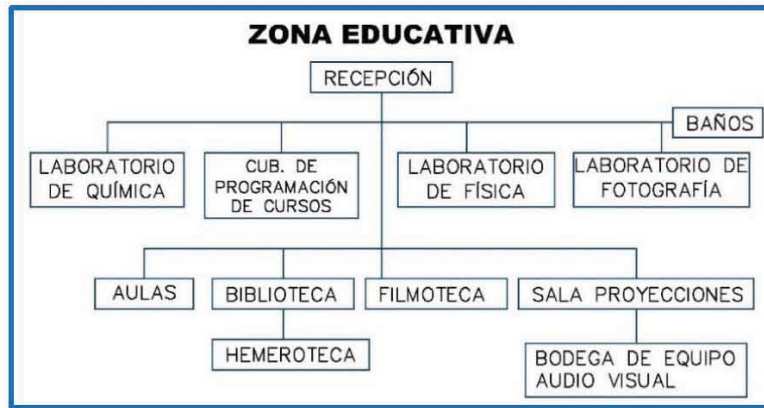 ZONA EDUCATIVA
RECEPCIÓN
BAÑOS
LABORATORIO
DE QUÍMICA
CUB. DE
PROGRAMACIÓN
DE CURSOS
LABORATORIO
DE FÍSICA
LABORATORIO DE
FOTOGRAFÍA
AULAS
BIBLIOTECA
FILMOTECA
SALA PROYECCIONES
HEMEROTECA
BODEGA DE EQUIPO
AUDIO VISUAL